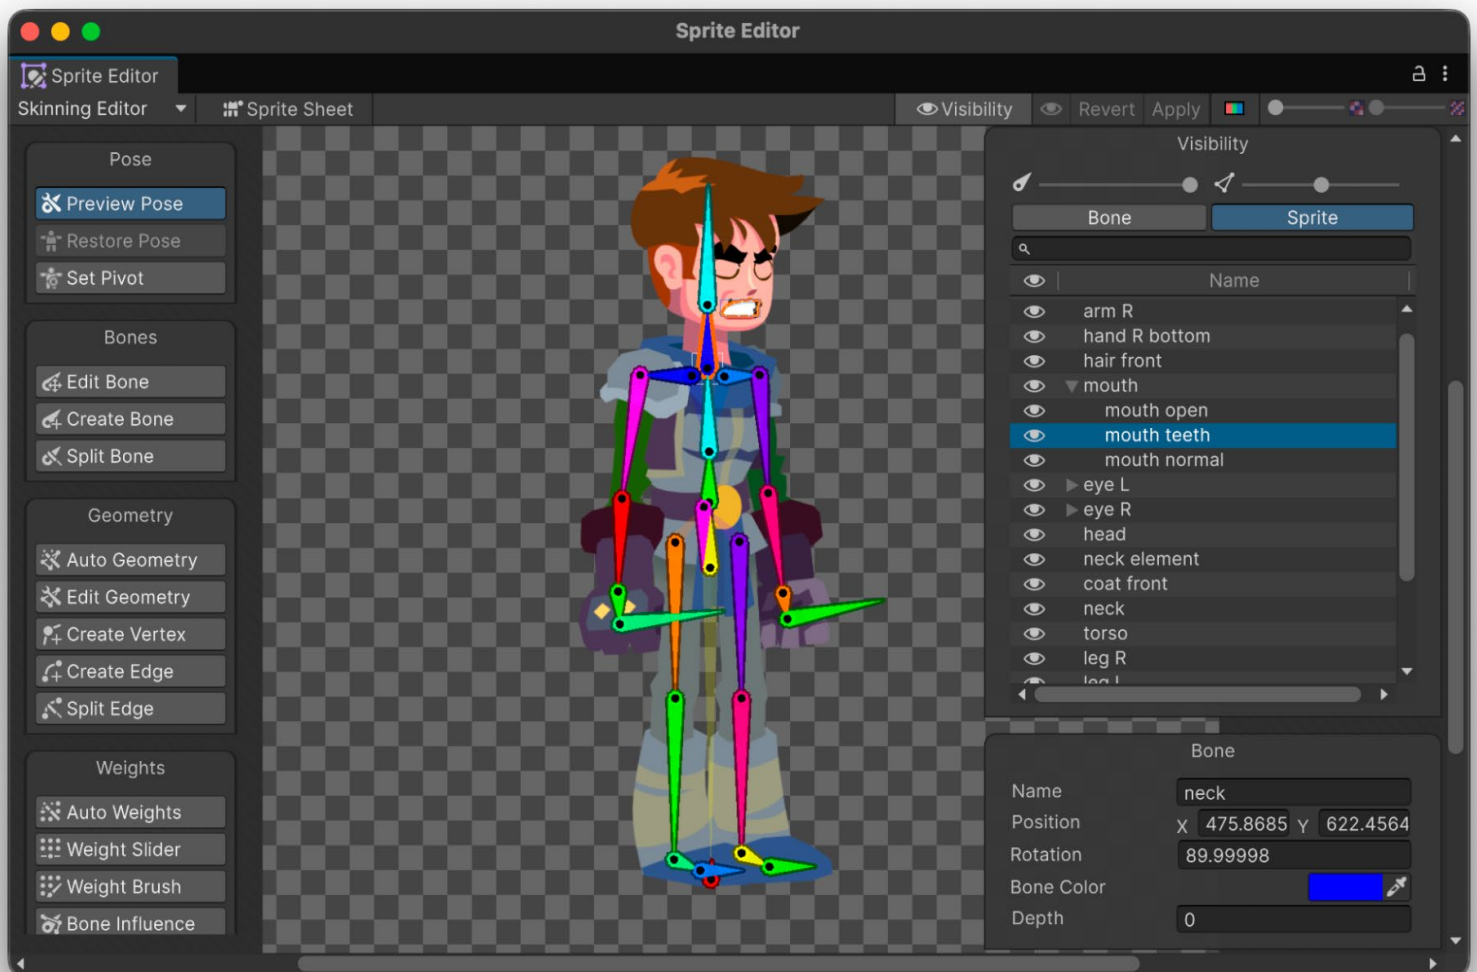 Sprite Editor
Sprite Editor
Skinning Editor
Sprite Sheet
Visibility
Revert
Apply
Pose
Preview Pose
Restore Pose
Set Pivot
Bones
Edit Bone
Create Bone
Split Bone
Geometry
Auto Geometry
Edit Geometry
Create Vertex
Create Edge
Split Edge
Weights
Auto Weights
Weight Slider
Weight Brush
Bone Influence
Visibility
Bone
Sprite
Name
arm R
hand R bottom
hair front
mouth
mouth open
mouth teeth
mouth normal
eye L
eye R
head
neck element
coat front
neck
torso
leg R
leg L
Bone
Name neck
Position X 475.8685 Y 622.4564
Rotation 89.99998
Bone Color
Depth 0